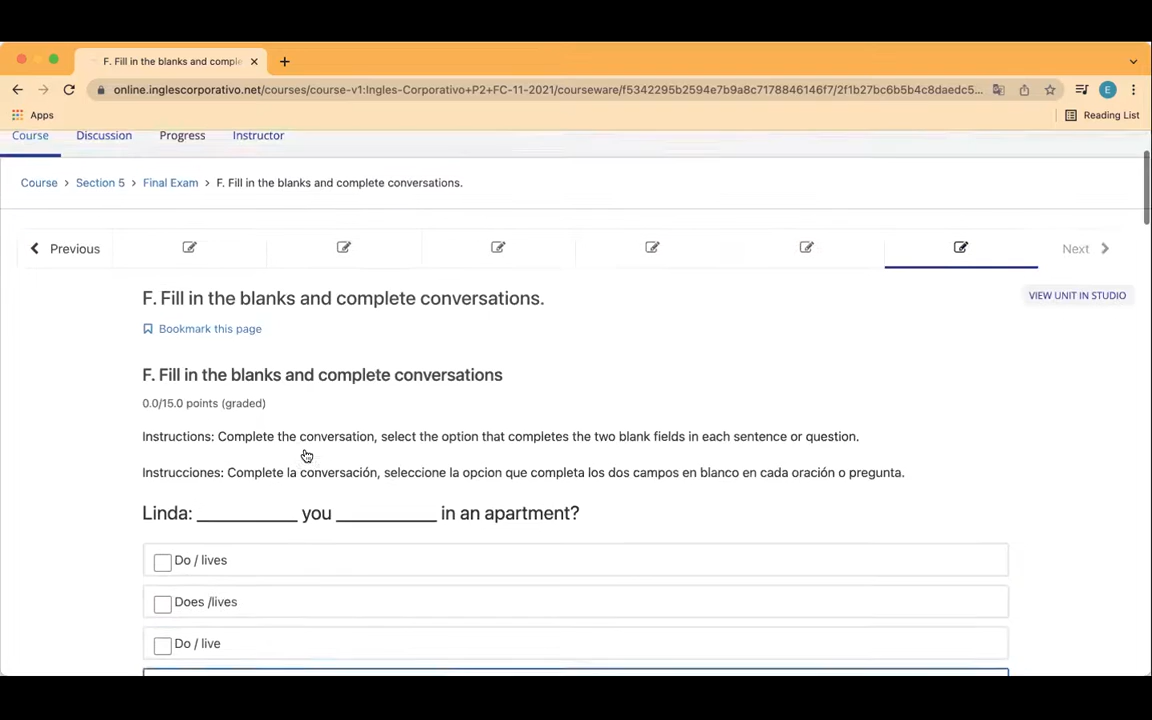 F. Fill in the blanks and comple
online.inglescorporativo.net/courses/course-v1:Ingles-Corporativo+P2+FC-11-2021/courseware/f5342295b2594e7b9a8c7178846146f7/2f1b27bc6b5b4c8daedc5...
E
Apps
Reading List
Course Discussion Progress Instructor
Course > Section 5 > Final Exam > F. Fill in the blanks and complete conversations.
Previous
Next
F. Fill in the blanks and complete conversations.
VIEW UNIT IN STUDIO
Bookmark this page
F. Fill in the blanks and complete conversations
0.0/15.0 points (graded)
Instructions: Complete the conversation, select the option that completes the two blank fields in each sentence or question.
Instrucciones: Complete la conversación, seleccione la opcion que completa los dos campos en blanco en cada oración o pregunta.
Linda: __________ you __________ in an apartment?
Do / lives
Does /lives
Do / live